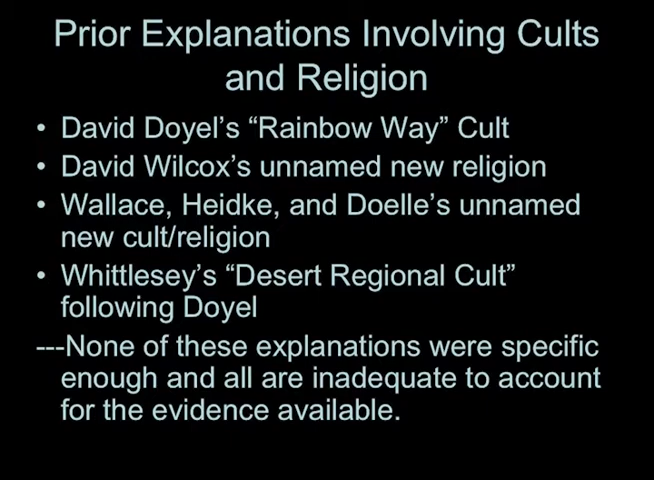 Prior Explanations Involving Cults
and Religion
• David Doyel’s “Rainbow Way” Cult
• David Wilcox’s unnamed new religion
• Wallace, Heidke, and Doelle’s unnamed
new cult/religion
• Whittlesey’s “Desert Regional Cult”
following Doyel
---None of these explanations were specific
enough and all are inadequate to account
for the evidence available.